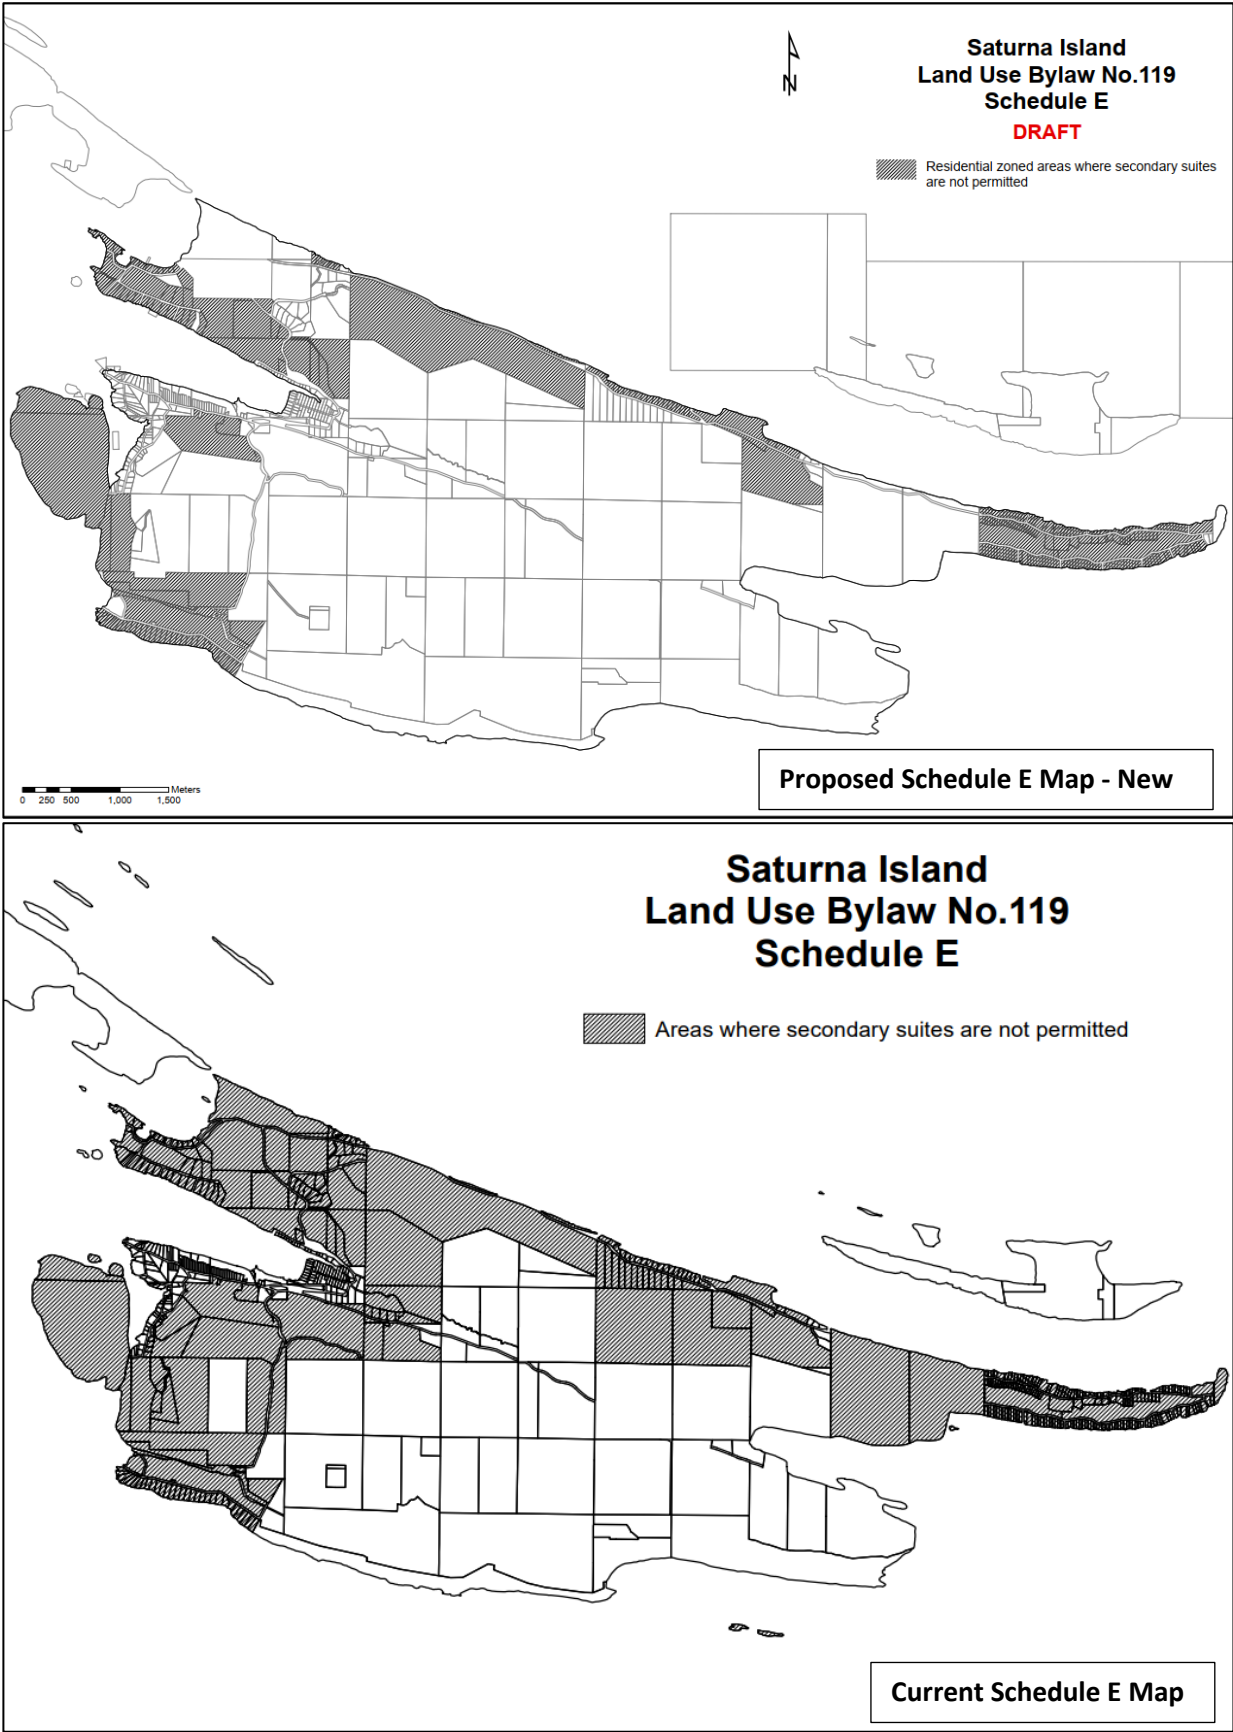 N
Saturna Island
Land Use Bylaw No.119
Schedule E
DRAFT
Residential zoned areas where secondary suites
are not permitted
Meters
0 250 500 1,000 1,500
Proposed Schedule E Map - New
Saturna Island
Land Use Bylaw No.119
Schedule E
Areas where secondary suites are not permitted
Current Schedule E Map